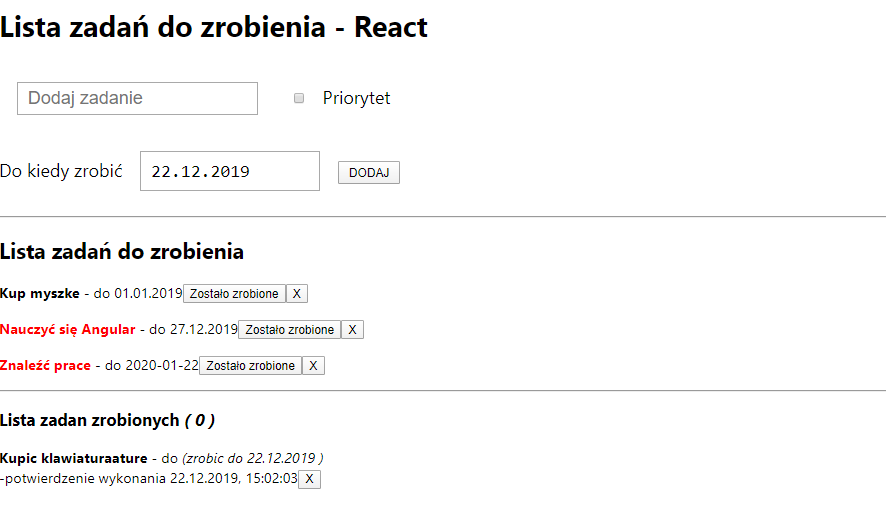 Lista zadań do zrobienia - React
Dodaj zadanie Priorytet
Do kiedy zrobić 22.12.2019 DODAJ
Lista zadań do zrobienia
Kup myszke - do 01.01.2019 Zostało zrobione X
Nauczyć się Angular - do 27.12.2019 Zostało zrobione X
Znaleźć prace - do 2020-01-22 Zostało zrobione X
Lista zadan zrobionych ( 0 )
Kupic klawiaturaature - do (zrobic do 22.12.2019 )
-potwierdzenie wykonania 22.12.2019, 15:02:03 X